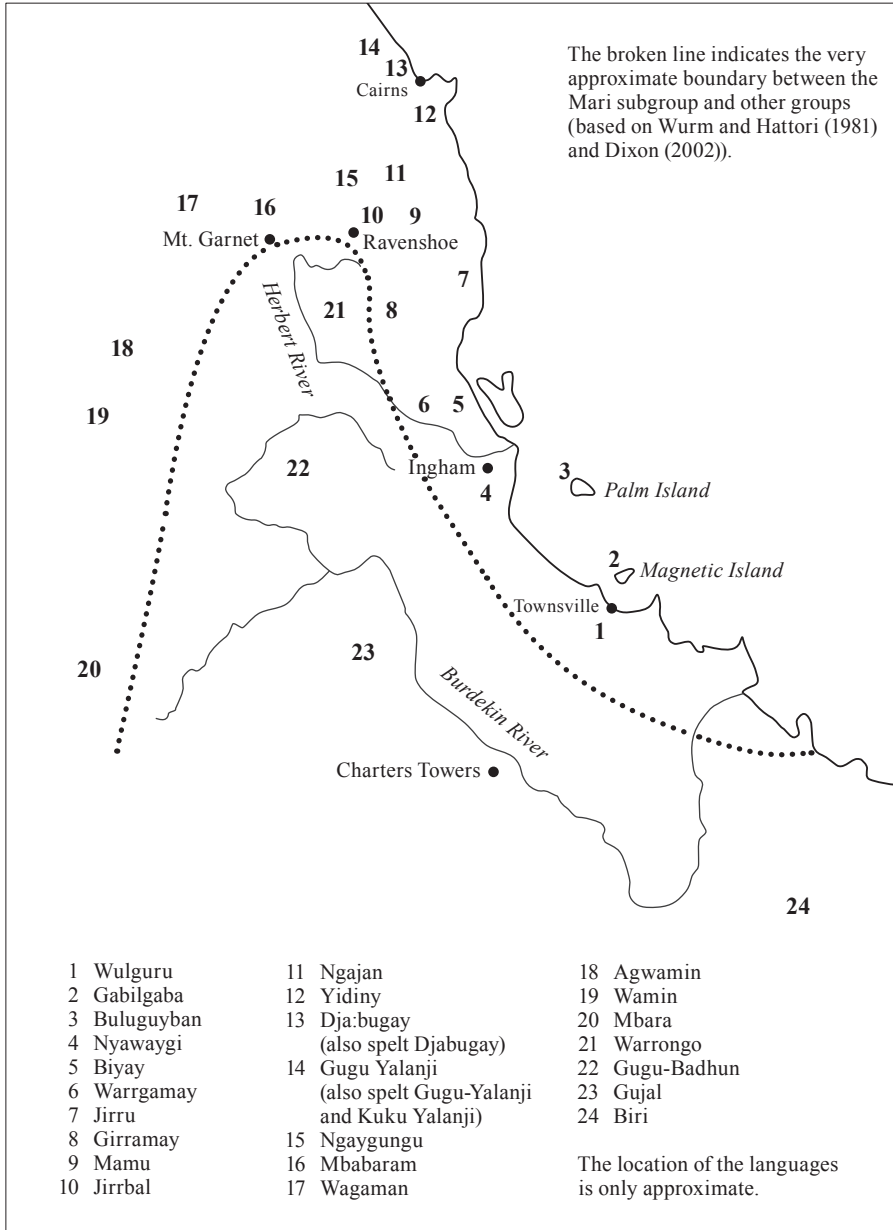 14
13
Cairns
12
The broken line indicates the very
approximate boundary between the
Mari subgroup and other groups
(based on Wurm and Hattori (1981)
and Dixon (2002)).
11
15
17
16
10
9
Mt. Garnet
Ravenshoe
7
Herbert River
21
8
18
19
6
5
22
Ingham
4
3
Palm Island
2
Magnetic Island
Townsville
1
20
23
Burdekin River
Charters Towers
24
1 Wulguru
2 Gabilgaba
3 Buluguyban
4 Nyawaygi
5 Biyay
6 Warrgamay
7 Jirru
8 Girramay
9 Mamu
10 Jirrbal
11 Ngajan
12 Yidiny
13 Dja:bugay
(also spelt Djabugay)
14 Gugu Yalanji
(also spelt Gugu-Yalanji
and Kuku Yalanji)
15 Ngaygungu
16 Mbabaram
17 Wagaman
18 Agwamin
19 Wamin
20 Mbara
21 Warrongo
22 Gugu-Badhun
23 Gujal
24 Biri
The location of the languages
is only approximate.